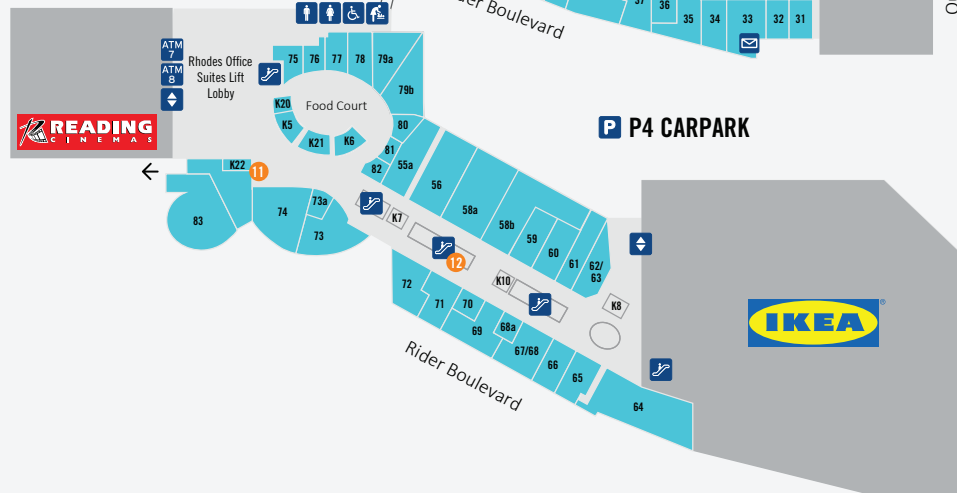 Rider Boulevard
37
36
35
34
33
32
31
ATM
7
ATM
8
Rhodes Office
Suites Lift
Lobby
75
76
77
78
79a
79b
K20
Food Court
K5
K21
K6
80
81
82
55a
READING
CINEMAS
P P4 CARPARK
K22
11
83
74
73a
73
56
58a
58b
59
60
61
62/
63
K7
12
K10
K8
72
71
70
69
68a
67/68
66
65
64
IKEA
®
Rider Boulevard